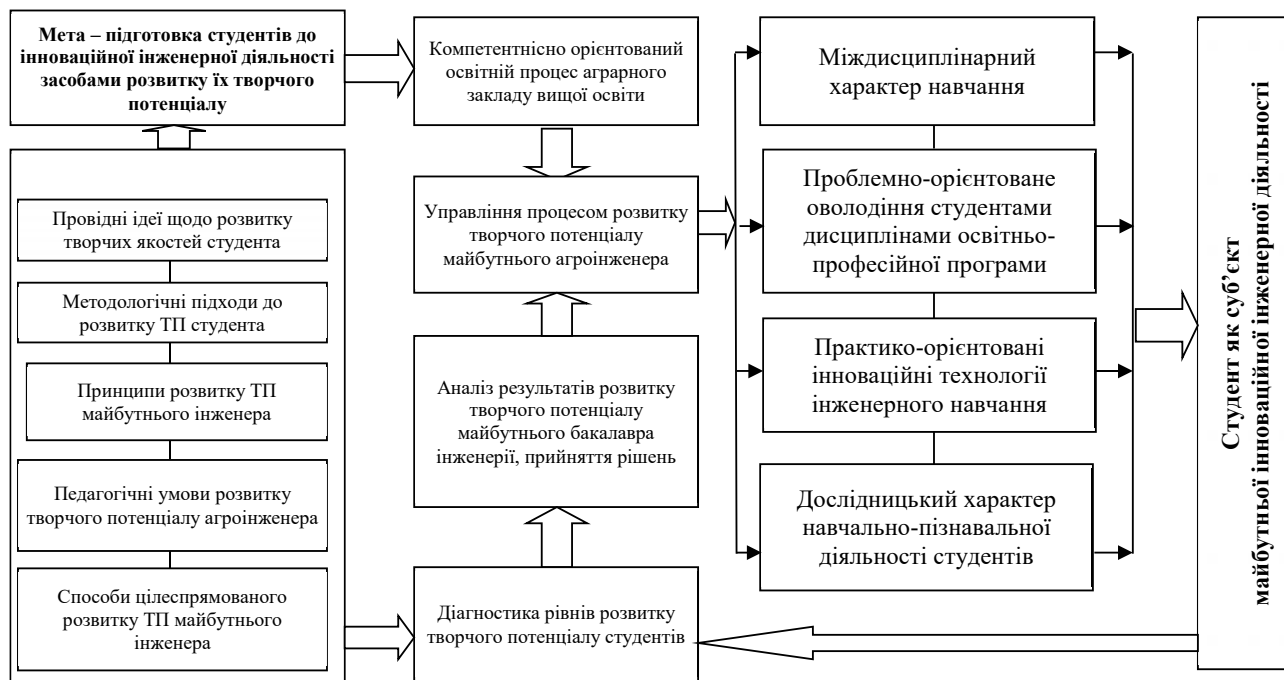 Мета – підготовка студентів до
інноваційної інженерної діяльності
засобами розвитку їх творчого
потенціалу
Провідні ідеї щодо розвитку
творчих якостей студента
Методологічні підходи до
розвитку ТП студента
Принципи розвитку ТП
майбутнього інженера
Педагогічні умови розвитку
творчого потенціалу агроінженера
Способи цілеспрямованого
розвитку ТП майбутнього
інженера
Компетентнісно орієнтований
освітній процес аграрного
закладу вищої освіти
Управління процесом розвитку
творчого потенціалу
майбутнього агроінженера
Аналіз результатів розвитку
творчого потенціалу
майбутнього бакалавра
інженерії, прийняття рішень
Діагностика рівнів розвитку
творчого потенціалу студентів
Міждисциплінарний
характер навчання
Проблемно-орієнтоване
оволодіння студентами
дисциплінами освітньо-
професійної програми
Практико-орієнтовані
інноваційні технології
інженерного навчання
Дослідницький характер
навчально-пізнавальної
діяльності студентів
Студент як суб’єкт
майбутньої інноваційної інженерної діяльності